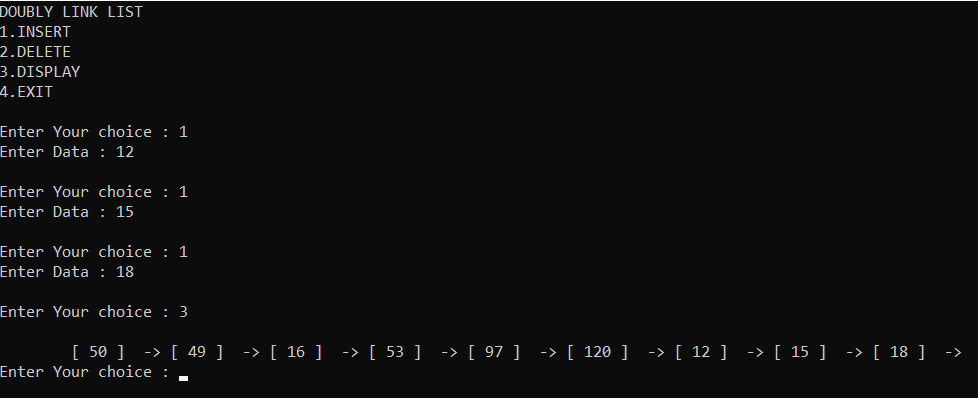 DOUBLY LINK LIST
1.INSERT
2.DELETE
3.DISPLAY
4.EXIT
Enter Your choice : 1
Enter Data : 12
Enter Your choice : 1
Enter Data : 15
Enter Your choice : 1
Enter Data : 18
Enter Your choice : 3
[ 50 ]  -> [ 49 ]  -> [ 16 ]  -> [ 53 ]  -> [ 97 ]  -> [ 120 ]  -> [ 12 ]  -> [ 15 ]  -> [ 18 ]  ->
Enter Your choice :